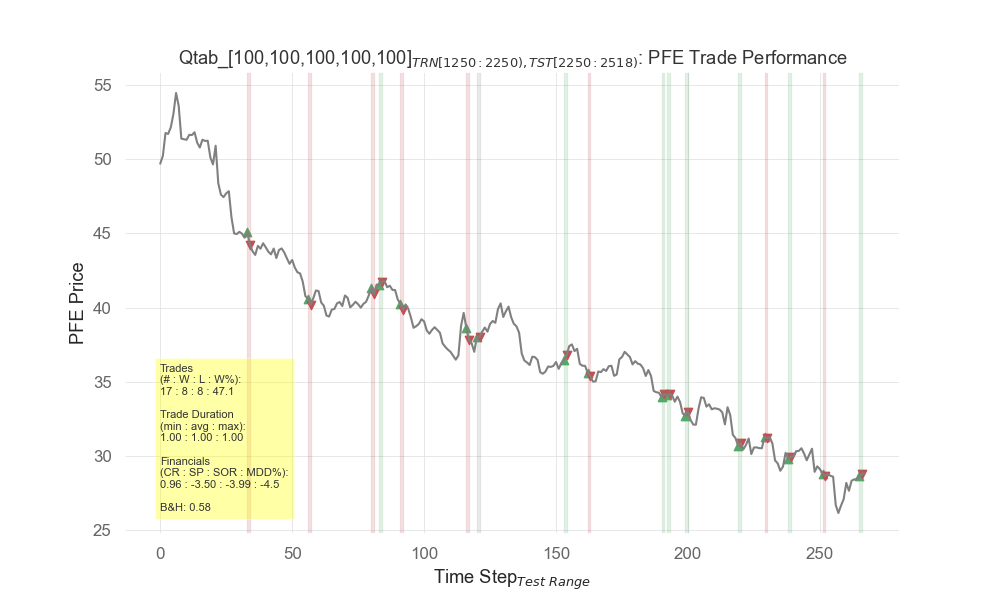 Qtab_[100,100,100,100,100]TRN[1250:2250),TST[2250:2518): PFE Trade Performance
55
50
45
40
35
30
25
PFE Price
Trades
(# : W : L : W%):
17 : 8 : 8 : 47.1
Trade Duration
(min : avg : max):
1.00 : 1.00 : 1.00
Financials
(CR : SP : SOR : MDD%):
0.96 : -3.50 : -3.99 : -4.5
B&H: 0.58
0 50 100 150 200 250
Time StepTest Range